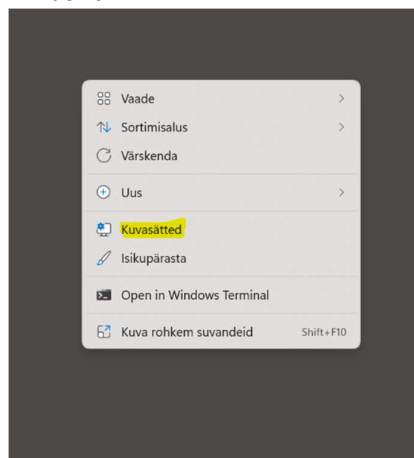 Vaade
Sortimisalus
Värskenda
Uus
Kuvasätted
Isikupärasta
Open in Windows Terminal
Kuva rohkem suvandeid Shift+F10